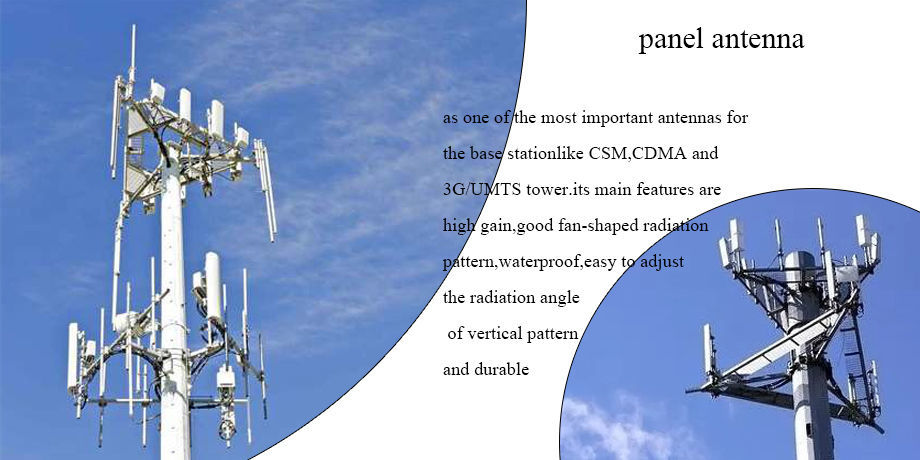 panel antenna
as one of the most important antennas for
the base stationlike CSM,CDMA and
3G/UMTS tower.its main features are
high gain,good fan-shaped radiation
pattern,waterproof,easy to adjust
the radiation angle
of vertical pattern
and durable